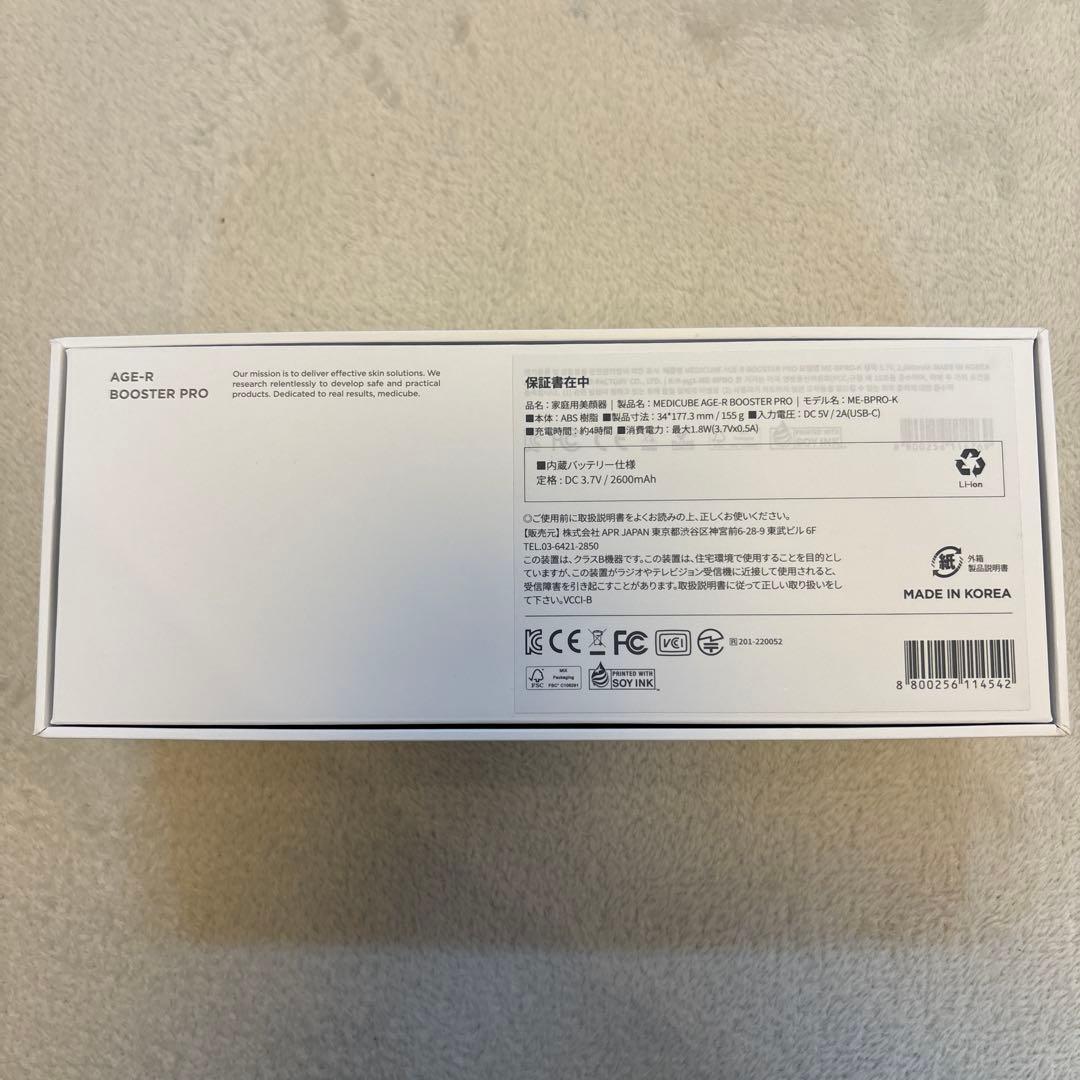 AGE-R
BOOSTER PRO
Our mission is to deliver effective skin solutions. We
research relentlessly to develop safe and practical
products. Dedicated to real results, medicube.
保証書在中
品名：家庭用美顔器 | 製品名：MEDICUBE AGE-R BOOSTER PRO | モデル名：ME-BPRO-K
■本体：ABS 樹脂 ■製品寸法：34*177.3 mm / 155 g ■入力電圧：DC 5V / 2A(USB-C)
■充電時間：約4時間 ■消費電力：最大1.8W(3.7Vx0.5A)
■内蔵バッテリー仕様
定格 : DC 3.7V / 2600mAh
Li-ion
◎ご使用前に取扱説明書をよくお読みの上、正しくお使いください。
【販売元】株式会社 APR JAPAN 東京都渋谷区神宮前6-28-9 東武ビル 6F
TEL.03-6421-2850
この装置は、クラスB機器です。この装置は、住宅環境で使用することを目的とし
ていますが、この装置がラジオやテレビジョン受信機に近接して使用されると、
受信障害を引き起こすことがあります。取扱説明書に従って正しい取り扱いをし
て下さい。VCCI-B
紙
外箱
製品説明書
MADE IN KOREA
CE FC VCI R 201-220052
FSC
MIX
Packaging
FSC® C106291
PRINTED WITH
SOY INK
8 800256 114542